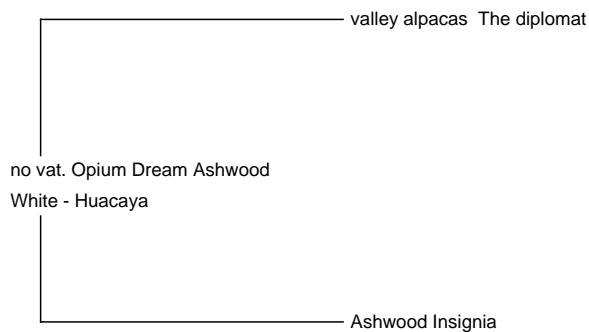 valley alpacas  The diplomat
no vat. Opium Dream Ashwood
White - Huacaya
Ashwood Insignia